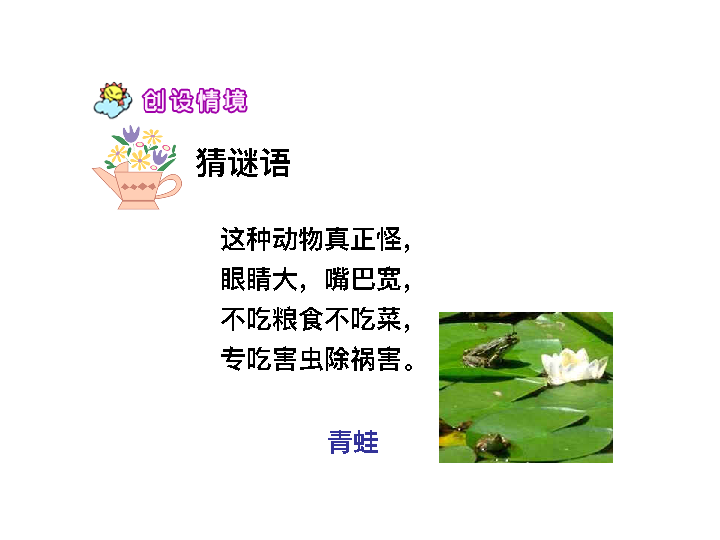 创设情境
猜谜语
这种动物真正怪，
眼睛大，嘴巴宽，
不吃粮食不吃菜，
专吃害虫除祸害。
青蛙